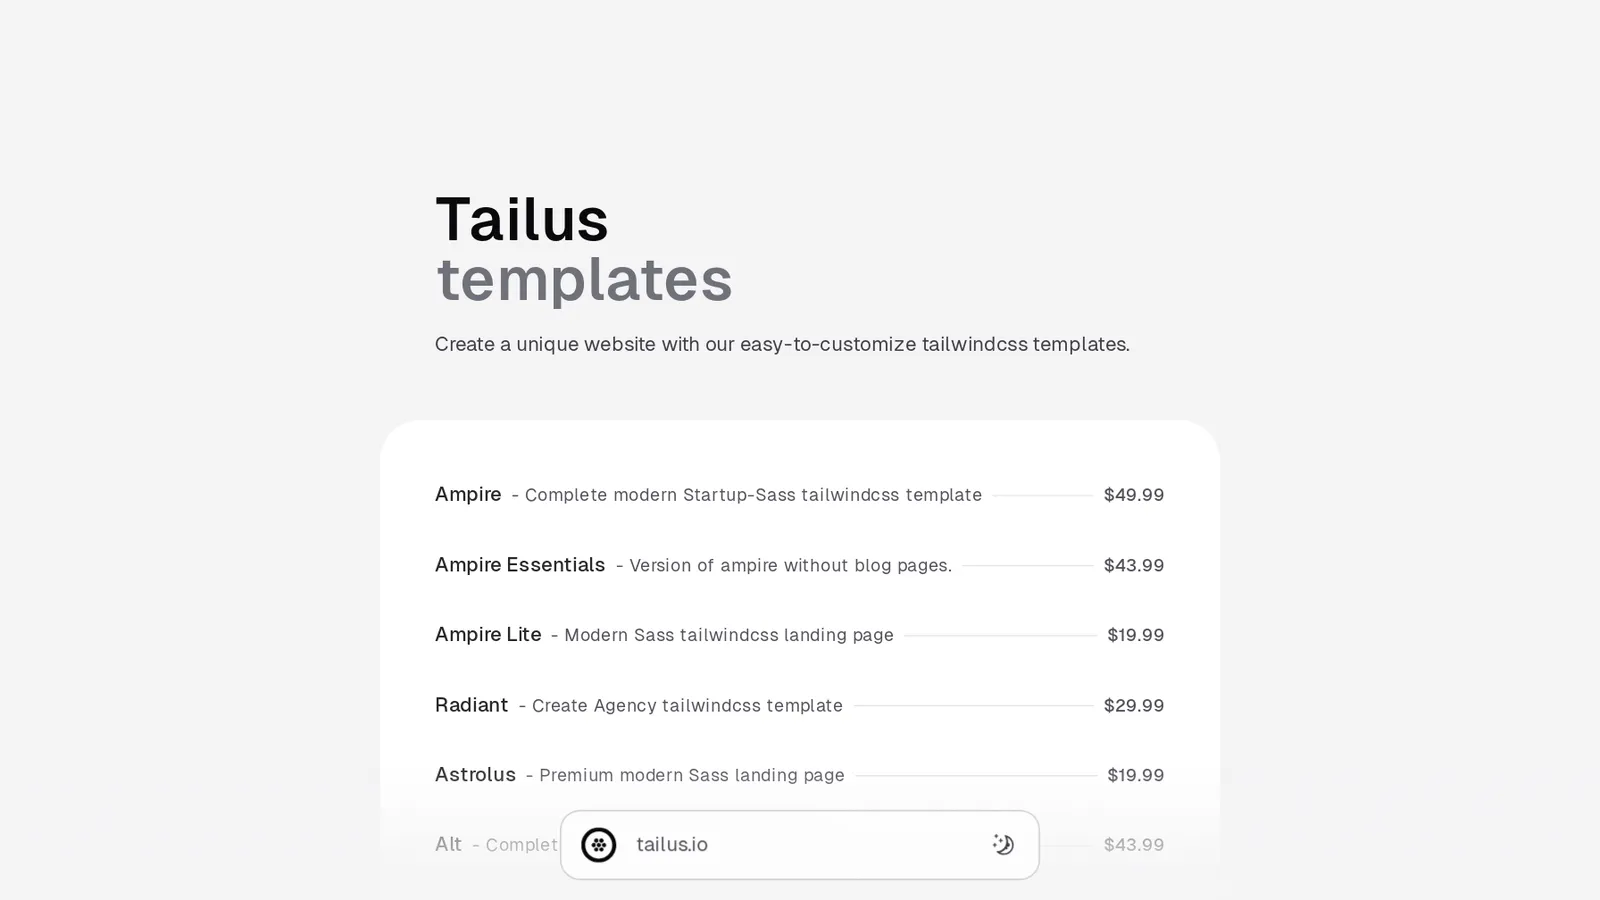 Tailus
templates
Create a unique website with our easy-to-customize tailwindcss templates.
Ampire - Complete modern Startup-Sass tailwindcss template $49.99
Ampire Essentials - Version of ampire without blog pages. $43.99
Ampire Lite - Modern Sass tailwindcss landing page $19.99
Radiant - Create Agency tailwindcss template $29.99
Astrolus - Premium modern Sass landing page $19.99
Alt - Complet $43.99
tailus.io